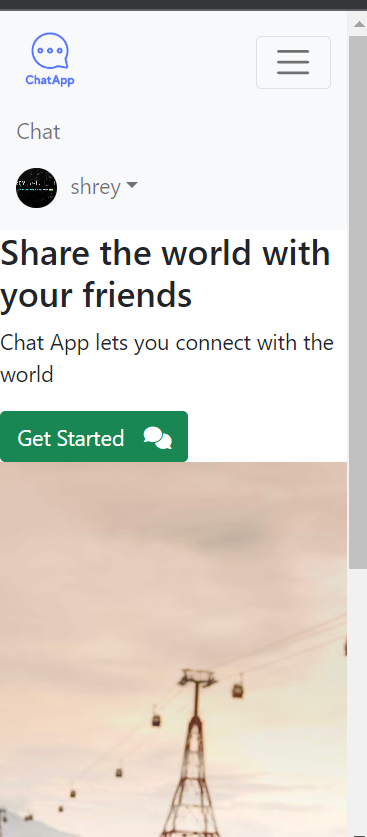 ChatApp
Chat
shrey
Share the world with
your friends
Chat App lets you connect with the
world
Get Started